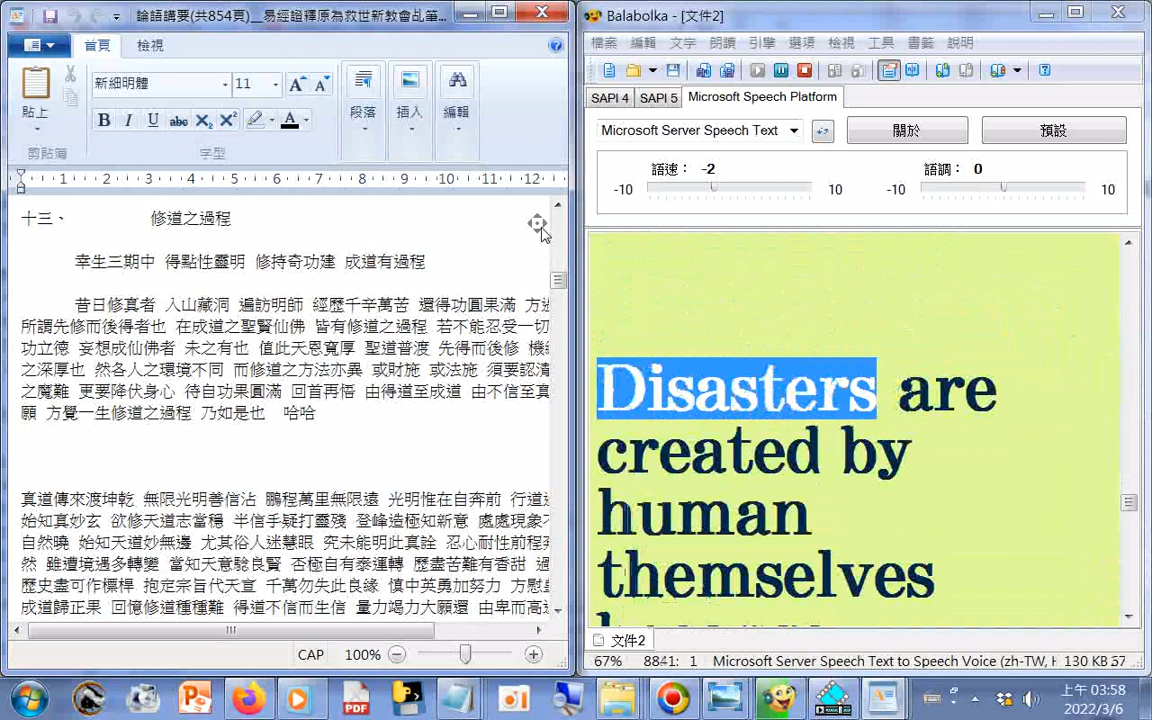 論語講要(共854頁)__易經證釋原為救世新教會乩筆...
首頁 檢視
新細明體 11
貼上
B I U abc X₂ X² A
段落 插入 編輯
剪貼簿 字型
1 2 3 4 5 6 7 8 9 10 11 12
十三、 修道之過程
幸生三期中 得點性靈明 修持奇功建 成道有過程
昔日修真者 入山藏洞 遍訪明師 經歷千辛萬苦 還得功圓果滿 方
所謂先修而後得者也 在成道之聖賢仙佛 皆有修道之過程 若不能忍受一切
功立德 妄想成仙佛者 未之有也 值此天恩寬厚 聖道普渡 先得而後修
之深厚也 然各人之環境不同 而修道之方法亦異 或財施 或法施 須要認清
之魔難 更要降伏身心 待自功果圓滿 回首再悟 由得道至成道 由不信至真
願 方覺一生修道之過程 乃如是也 哈哈
真道傳來渡坤乾 無限光明善信沾 鵬程萬里無限遠 光明惟在自奔前 行道
始知真妙玄 欲修天道志當穩 半信手疑打靈殘 登峰造極知新意 處處現象
自然曉 始知天道妙無邊 尤其俗人迷慧眼 究未能明此真詮 忍心耐性前程
然 雖遭境遇多轉變 當知天意驗良賢 否極自有泰運轉 歷盡苦難有香甜
歷史盡可作標桿 抱定宗旨代天宣 千萬勿失此良緣 慎中英勇加努力 方慰
成道歸正果 回憶修道種種難 得道不信而生信 量力竭力大願還 由卑而高
CAP 100%
Balabolka - [文件2]
檔案 編輯 文字 朗讀 引擎 選項 檢視 工具 書籤 說明
SAPI 4 SAPI 5 Microsoft Speech Platform
Microsoft Server Speech Text 關於 預設
語速： -2 語調： 0
-10 10 -10 10
Disasters are
created by
human
themselves
文件2
67% 8841: 1 Microsoft Server Speech Text to Speech Voice (zh-TW, H 130 KB
PDF
上午 03:58
2022/3/6